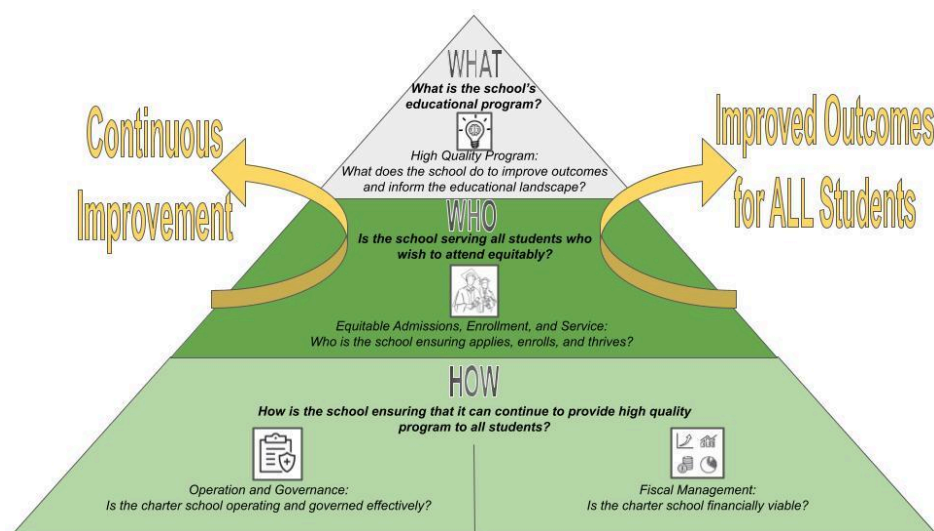 WHAT
What is the school's
educational program?
High Quality Program:
What does the school do to improve outcomes
and inform the educational landscape?
Continuous
Improvement
Improved Outcomes
for ALL Students
WHO
Is the school serving all students who
wish to attend equitably?
Equitable Admissions, Enrollment, and Service:
Who is the school ensuring applies, enrolls, and thrives?
HOW
How is the school ensuring that it can continue to provide high quality
program to all students?
Operation and Governance:
Is the charter school operating and governed effectively?
Fiscal Management:
Is the charter school financially viable?